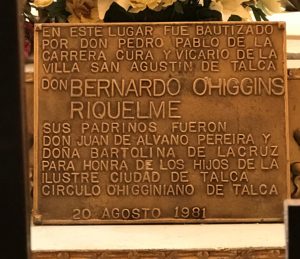 EN ESTE LUGAR FUE BAUTIZADO
POR DON PEDRO PABLO DE LA
CARRERA CURA Y VICARIO DE LA
VILLA SAN AGUSTIN DE TALCA
DON BERNARDO O'HIGGINS
RIQUELME
SUS PADRINOS FUERON
DON JUAN DE ALVANO PEREIRA Y
DOÑA BARTOLINA DE LACRUZ
PARA HONRA DE LOS HIJOS DE LA
ILUSTRE CIUDAD DE TALCA
CIRCULO O'HIGGINIANO DE TALCA
20 AGOSTO 1981